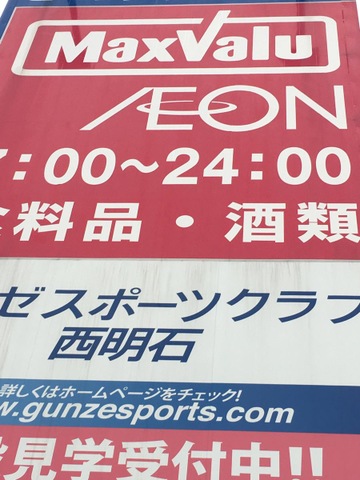 MaxValu
ÆON
7:00～24:00
食料品・酒類
ゼスポーツクラブ
西明石
詳しくはホームページをチェック!
w.gunzesports.com
見学受付中!!